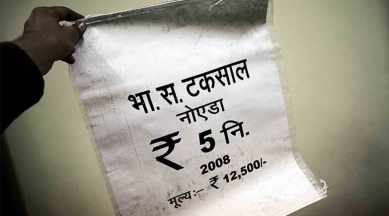 भा.स. टकसाल
नोएडा
₹ 5 नि.
2008
मूल्य:- ₹ 12,500/-